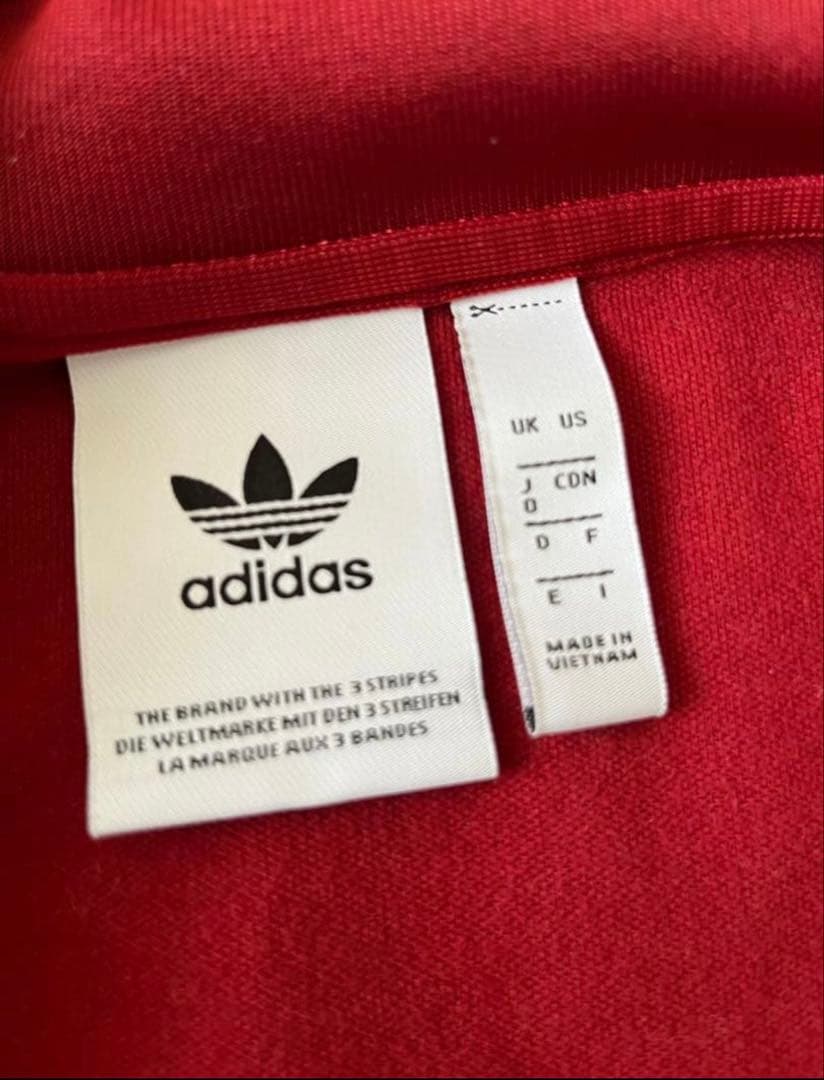 adidas
THE BRAND WITH THE 3 STRIPES
DIE WELTMARKE MIT DEN 3 STREIFEN
LA MARQUE AUX 3 BANDES
UK US
J CDN
O
D F
E I
MADE IN
VIETNAM